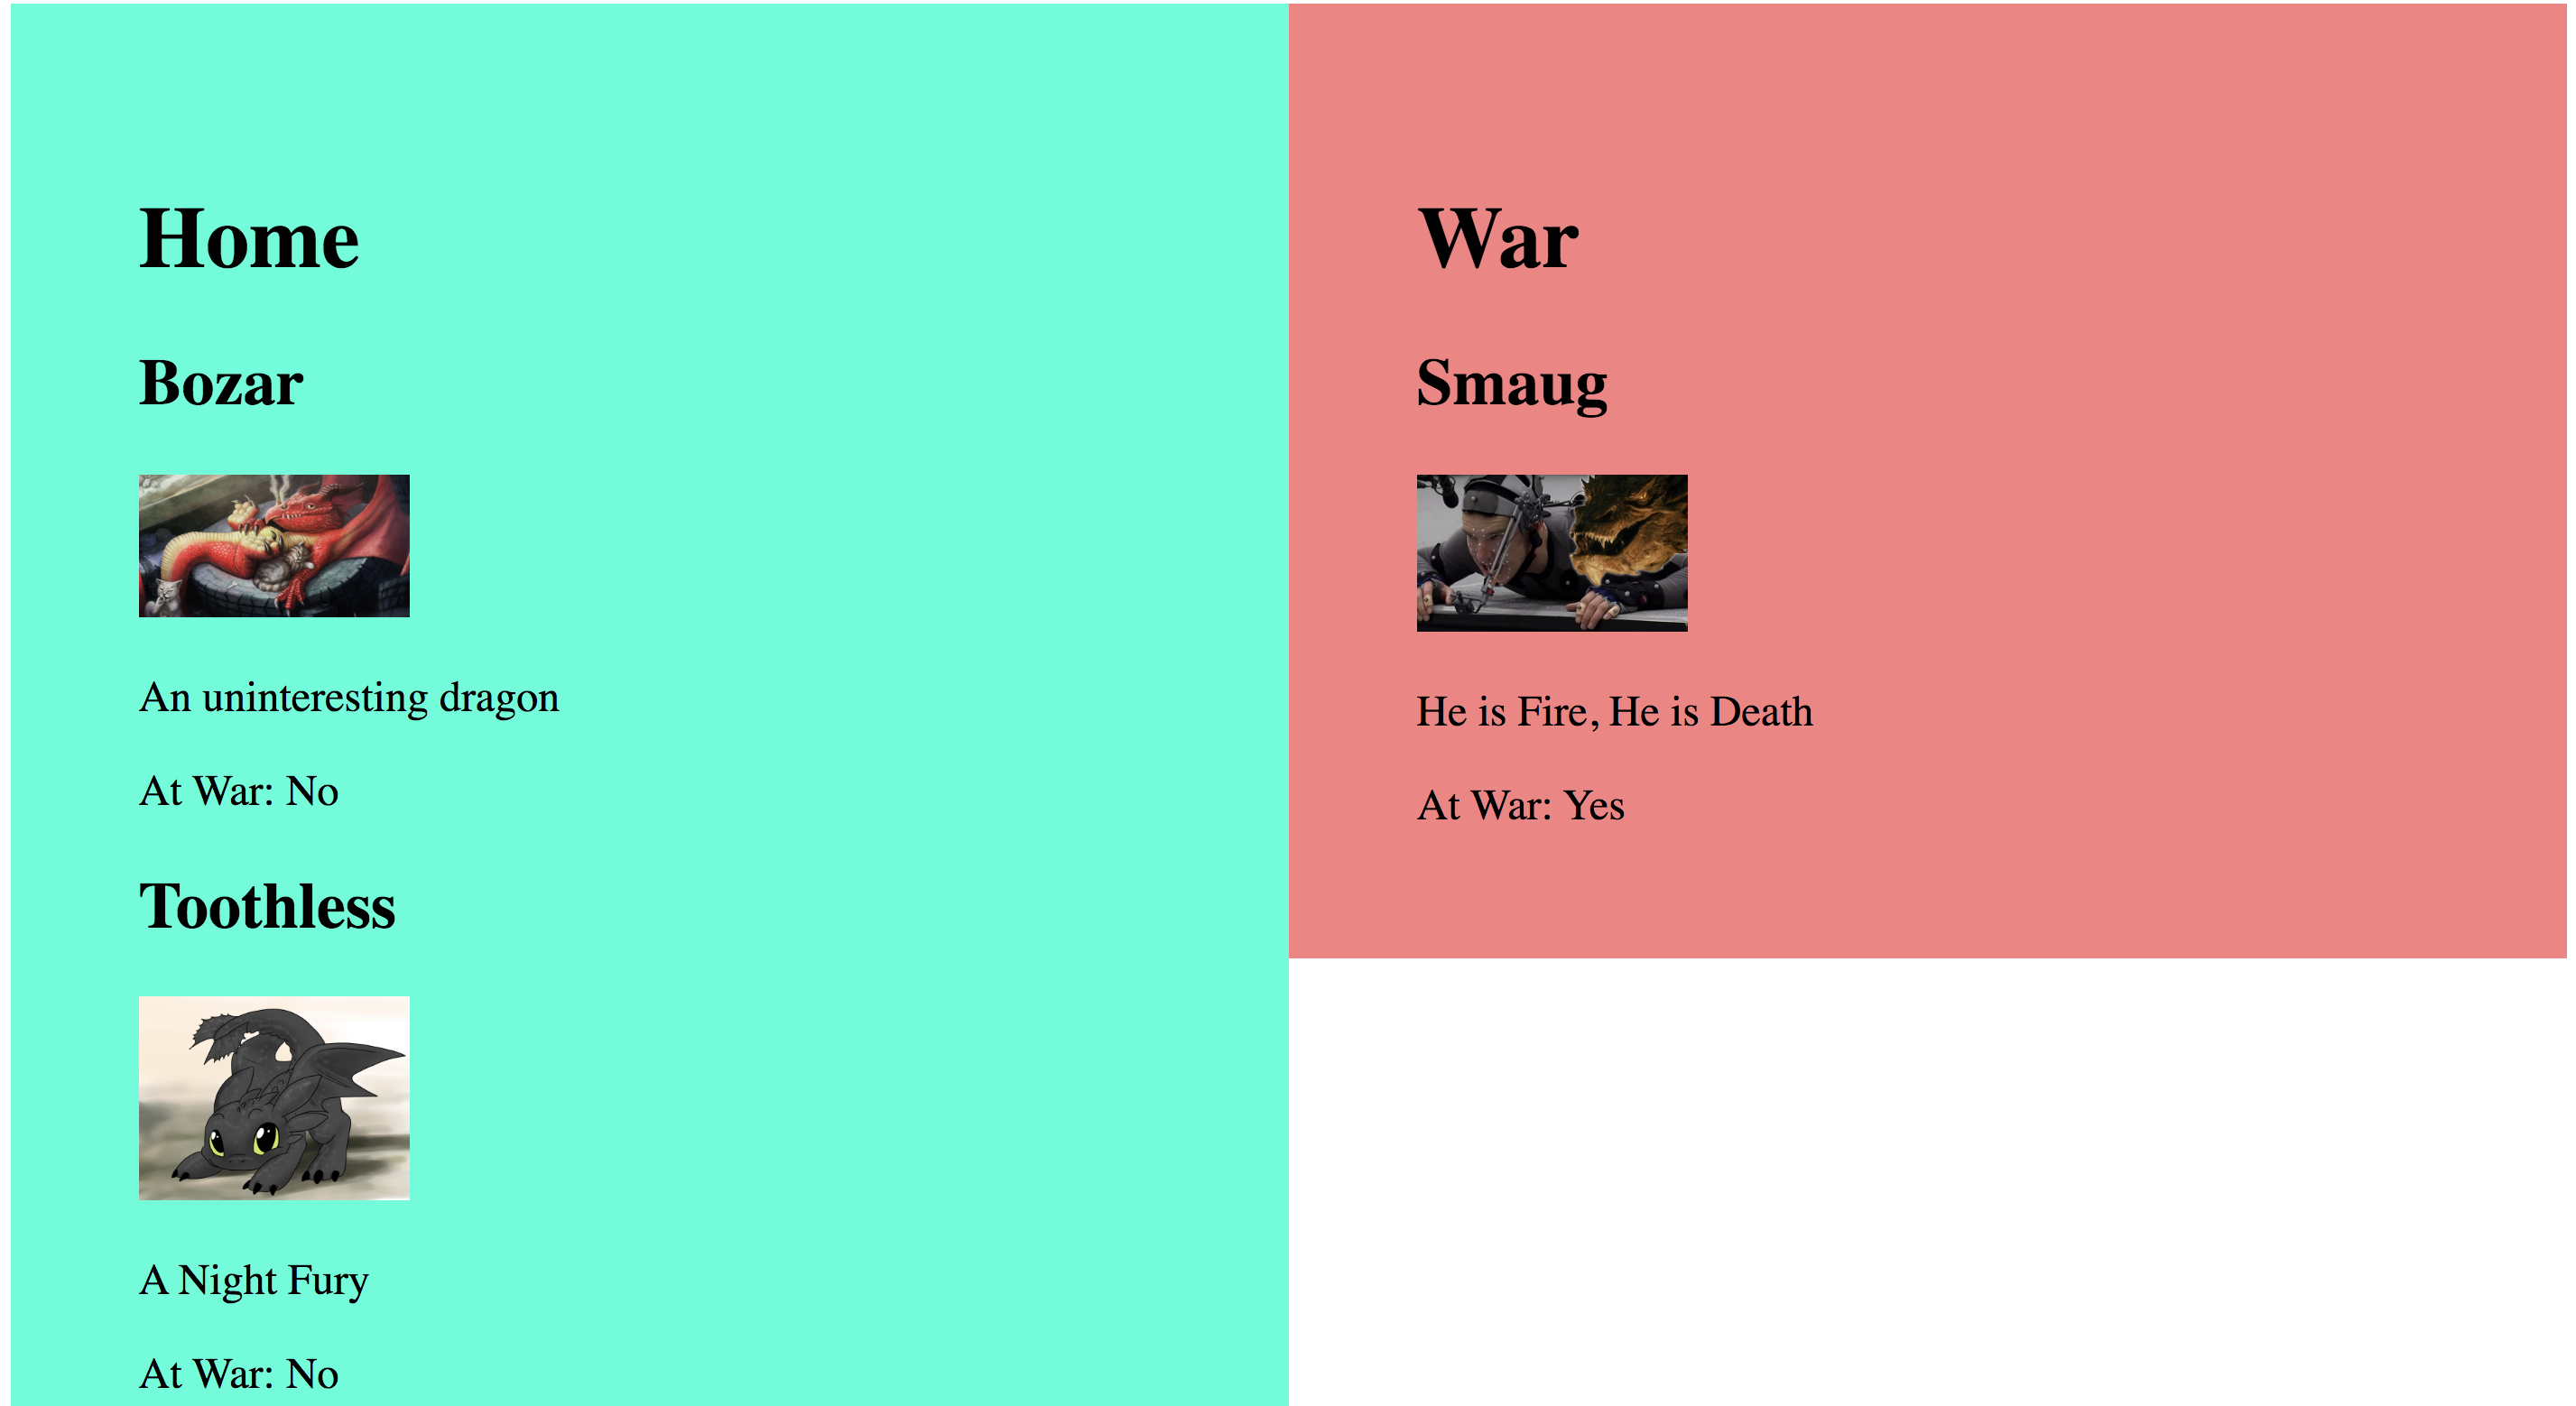 Home
Bozar
An uninteresting dragon
At War: No
Toothless
A Night Fury
At War: No
War
Smaug
He is Fire, He is Death
At War: Yes